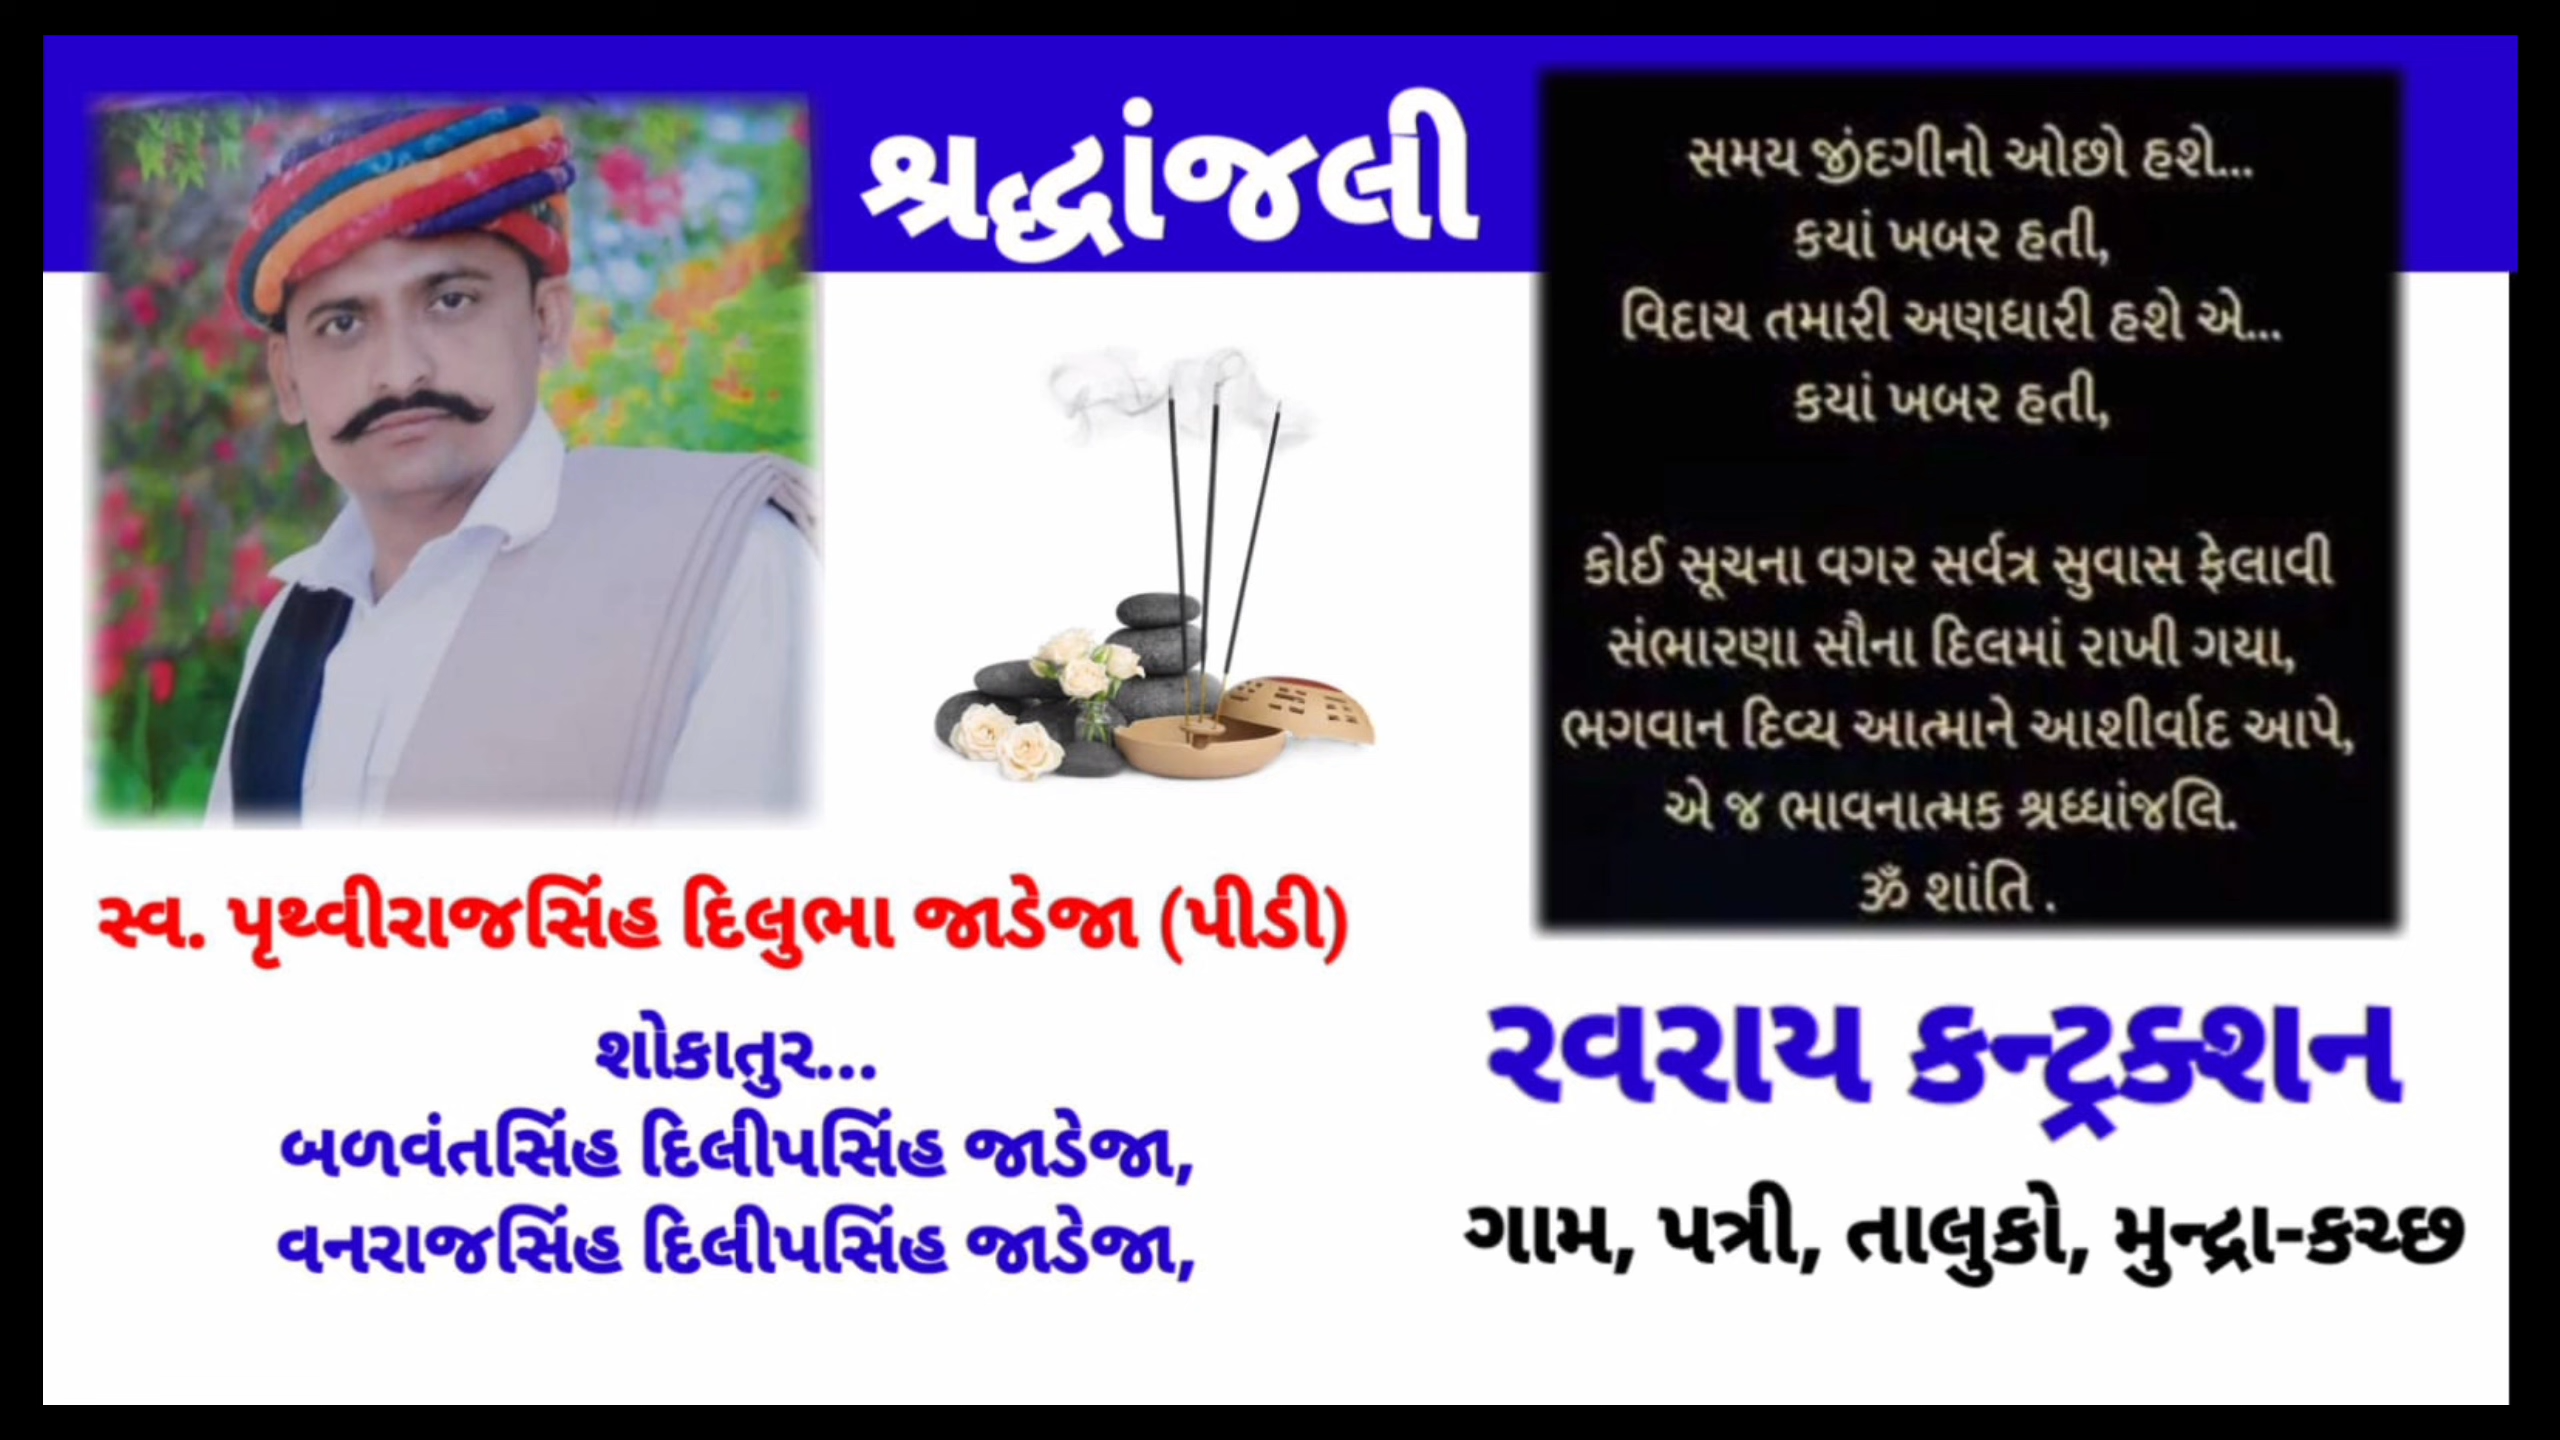 શ્રદ્ધાંજલી
સમય જીંદગીનો ઓછો હશે...
કયાં ખબર હતી,
વિદાય તમારી અણધારી હશે એ...
કયાં ખબર હતી,
કોઈ સૂચના વગર સર્વત્ર સુવાસ ફેલાવી
સંભારણા સૌના દિલમાં રાખી ગયા,
ભગવાન દિવ્ય આત્માને આશીર્વાદ આપે,
એ જ ભાવનાત્મક શ્રધ્ધાંજલિ.
ૐ શાંતિ .
સ્વ. પૃથ્વીરાજસિંહ દિલુભા જાડેજા (પીડી)
શોકાતુર...
બળવંતસિંહ દિલીપસિંહ જાડેજા,
વનરાજસિંહ દિલીપસિંહ જાડેજા,
રવરાય કન્ટ્રક્શન
ગામ, પત્રી, તાલુકો, મુન્દ્રા-કચ્છ